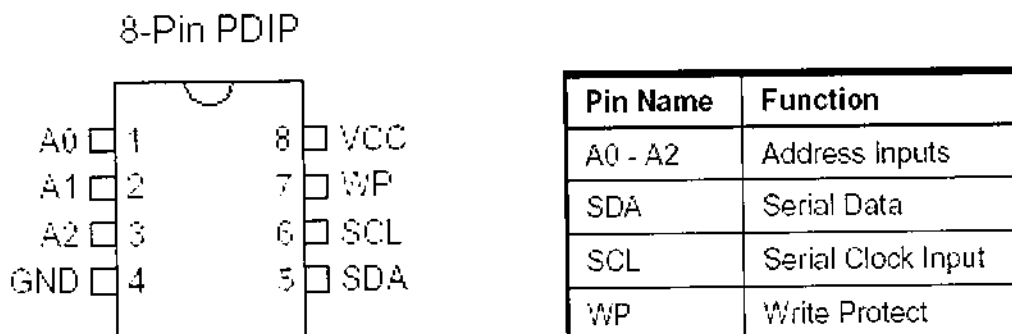 8-Pin PDIP
A0 1 8 VCC
A1 2 7 WP
A2 3 6 SCL
GND 4 5 SDA
Pin Name Function
A0 - A2 Address Inputs
SDA Serial Data
SCL Serial Clock Input
WP Write Protect